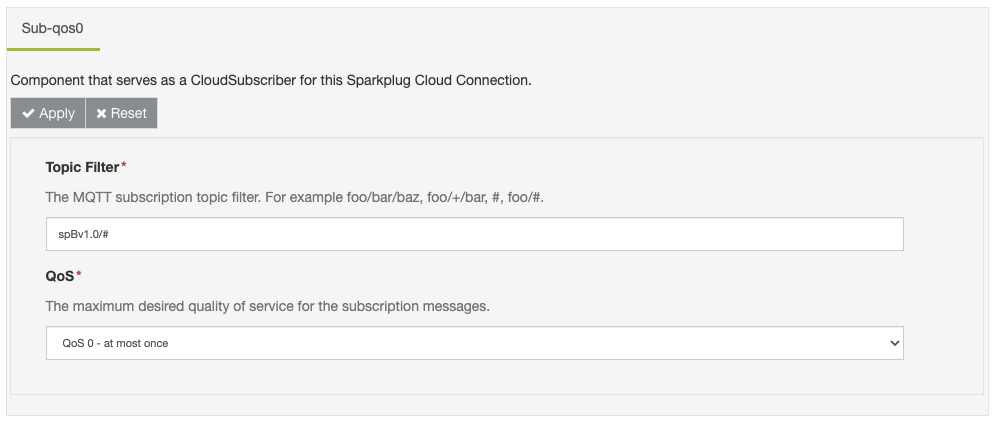 Sub-qos0
Component that serves as a CloudSubscriber for this Sparkplug Cloud Connection.
Apply Reset
Topic Filter*
The MQTT subscription topic filter. For example foo/bar/baz, foo/+/bar, #, foo/#.
spBv1.0/#
QoS*
The maximum desired quality of service for the subscription messages.
QoS 0 - at most once